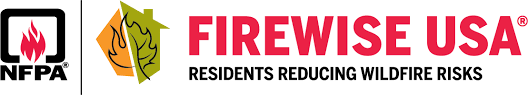 NFPA®
FIREWISE USA®
RESIDENTS REDUCING WILDFIRE RISKS